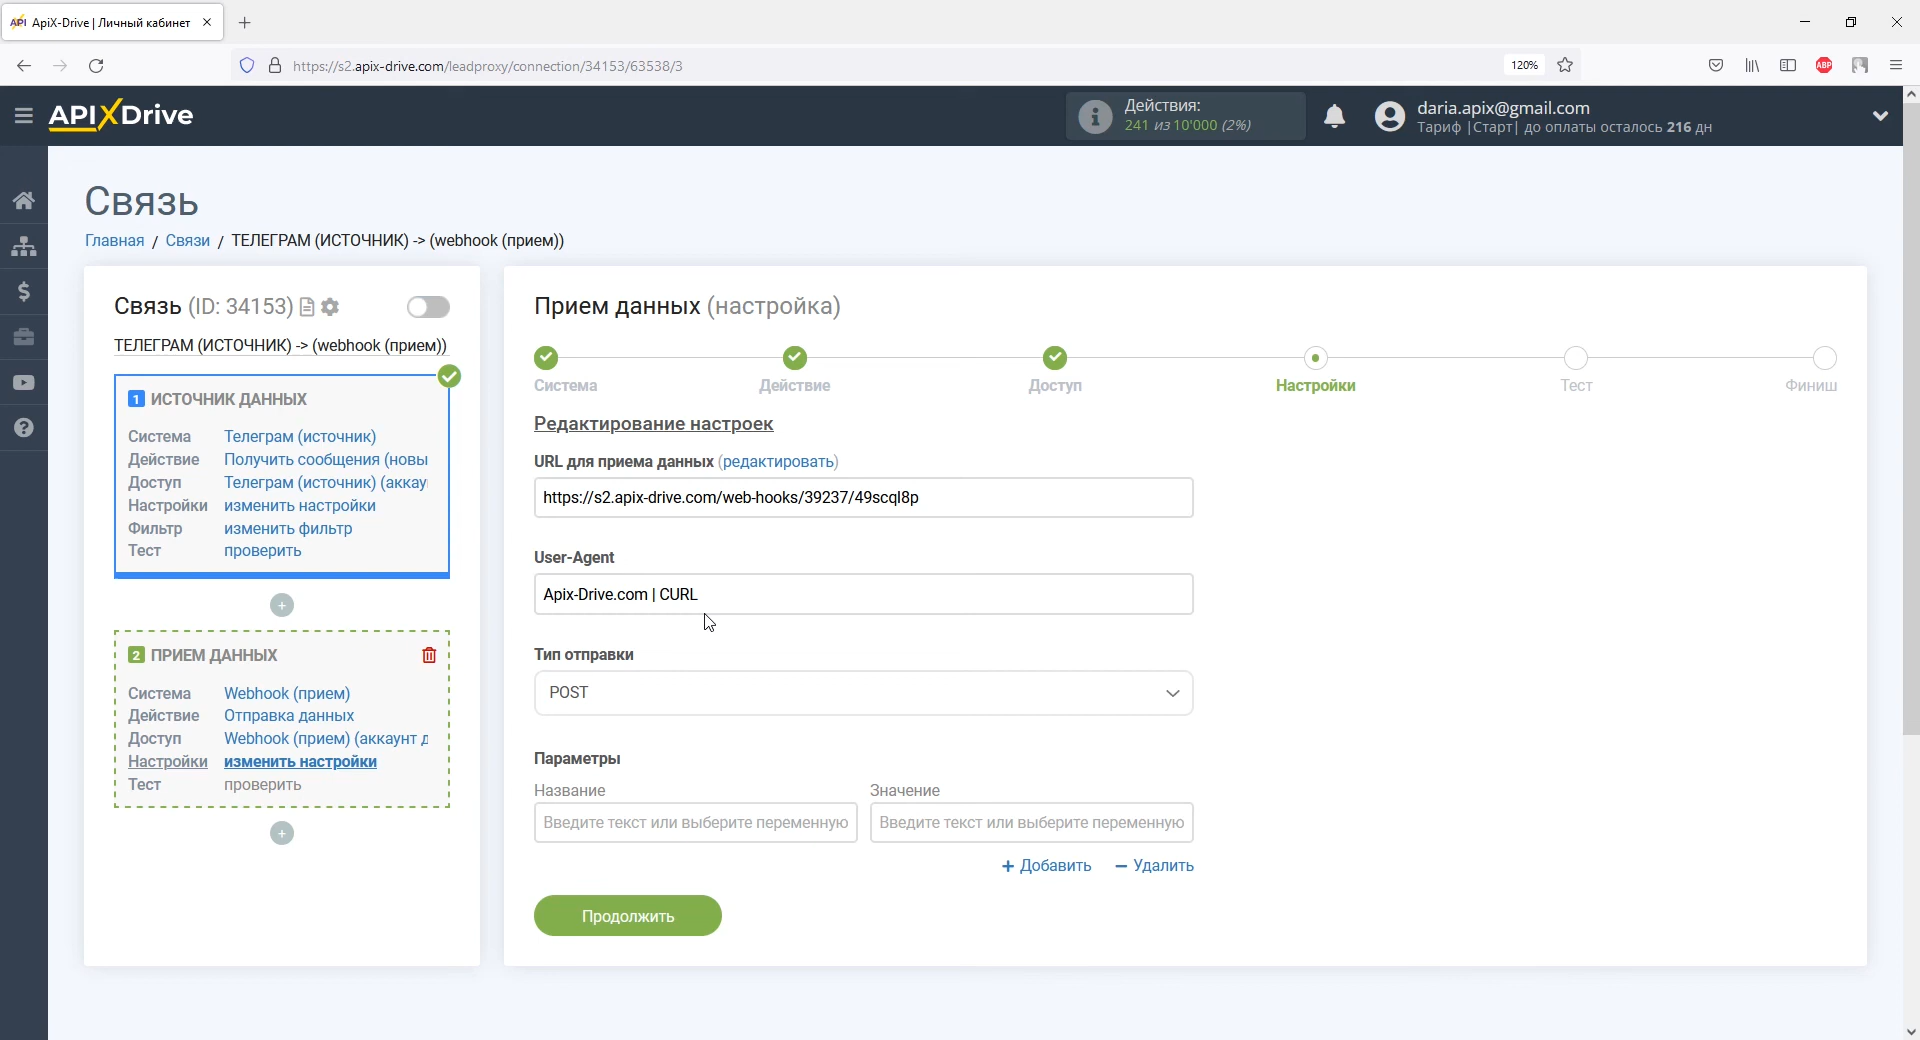 API ApiX-Drive | Личный кабинет
https://s2.apix-drive.com/leadproxy/connection/34153/63538/3
120%
ABP
APIXDrive
Действия:
241 из 10'000 (2%)
daria.apix@gmail.com
Тариф |Старт| до оплаты осталось 216 дн
Связь
Главная / Связи / ТЕЛЕГРАМ (ИСТОЧНИК) -> (webhook (прием))
Связь (ID: 34153)
ТЕЛЕГРАМ (ИСТОЧНИК) -> (webhook (прием))
1 ИСТОЧНИК ДАННЫХ
Система Телеграм (источник)
Действие Получить сообщения (новы
Доступ Телеграм (источник) (аккау
Настройки изменить настройки
Фильтр изменить фильтр
Тест проверить
2 ПРИЕМ ДАННЫХ
Система Webhook (прием)
Действие Отправка данных
Доступ Webhook (прием) (аккаунт д
Настройки изменить настройки
Тест проверить
Прием данных (настройка)
Система Действие Доступ Настройки Тест Финиш
Редактирование настроек
URL для приема данных (редактировать)
https://s2.apix-drive.com/web-hooks/39237/49scql8p
User-Agent
Apix-Drive.com | CURL
Тип отправки
POST
Параметры
Название Значение
Введите текст или выберите переменную Введите текст или выберите переменную
+ Добавить − Удалить
Продолжить